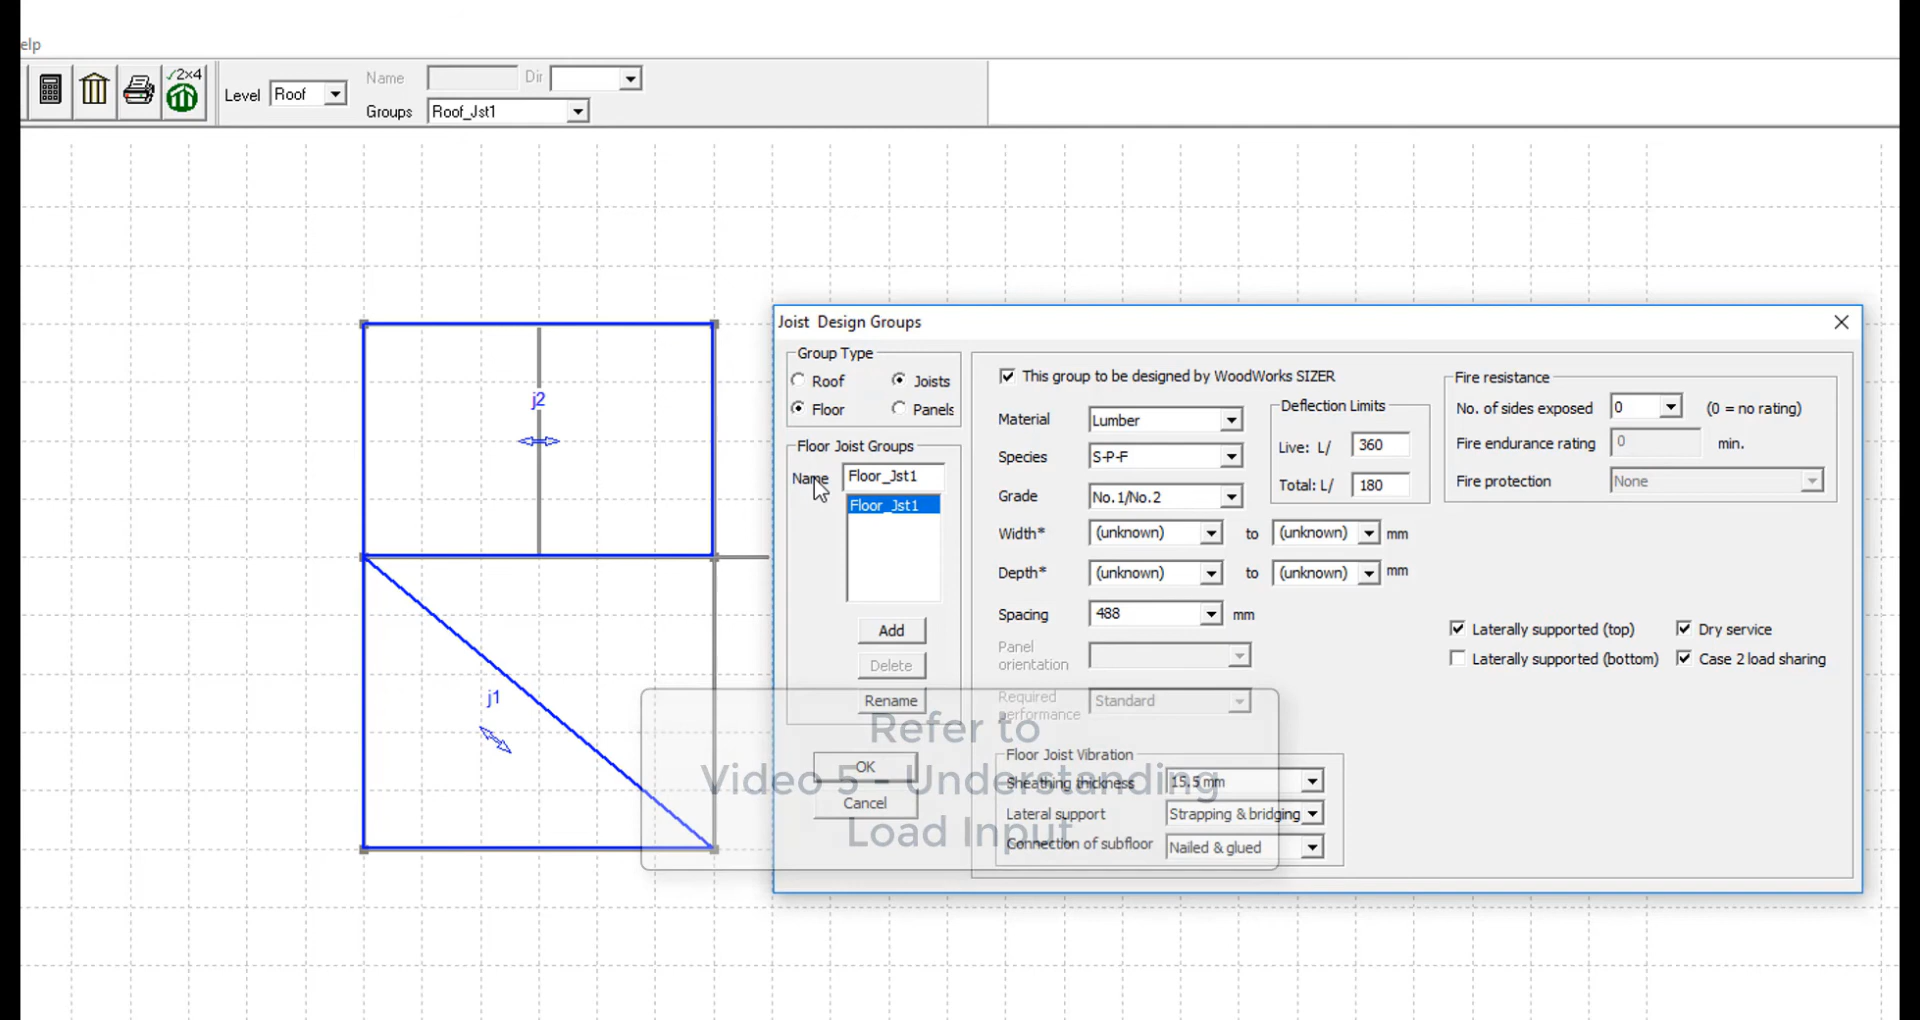 elp
2x4
Level
Roof
Name
Dir
Groups
Roof_Jst1
j2
j1
Joist Design Groups
Group Type
Roof
Joists
Floor
Panels
Floor Joist Groups
Name
Floor_Jst1
Floor_Jst1
Add
Delete
Rename
OK
Cancel
This group to be designed by WoodWorks SIZER
Material
Lumber
Species
S-P-F
Grade
No.1/No.2
Width*
(unknown)
to
(unknown)
mm
Depth*
(unknown)
to
(unknown)
mm
Spacing
488
mm
Panel
orientation
Required
performance
Standard
Deflection Limits
Live: L/
360
Total: L/
180
Floor Joist Vibration
Sheathing thickness
15.5 mm
Lateral support
Strapping & bridging
Connection of subfloor
Nailed & glued
Fire resistance
No. of sides exposed
0
(0 = no rating)
Fire endurance rating
0
min.
Fire protection
None
Laterally supported (top)
Dry service
Laterally supported (bottom)
Case 2 load sharing
Refer to
Video 5 - Understanding
Load Input